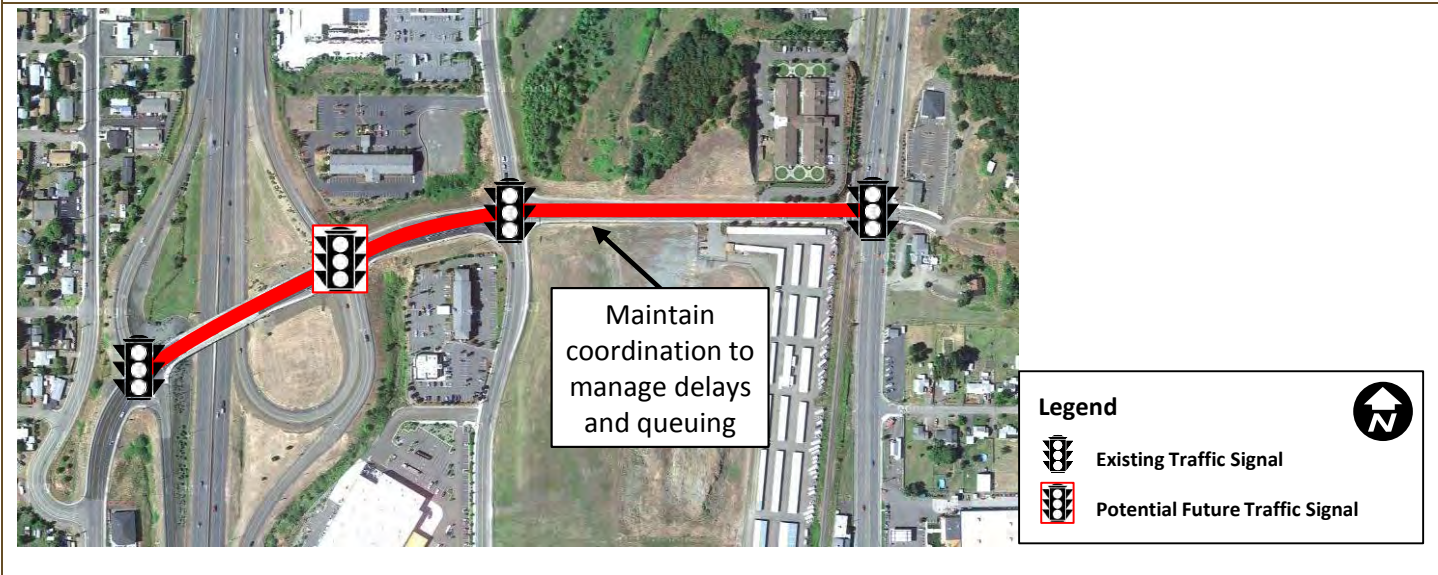 Maintain
coordination to
manage delays
and queuing
Legend
N
Existing Traffic Signal
Potential Future Traffic Signal